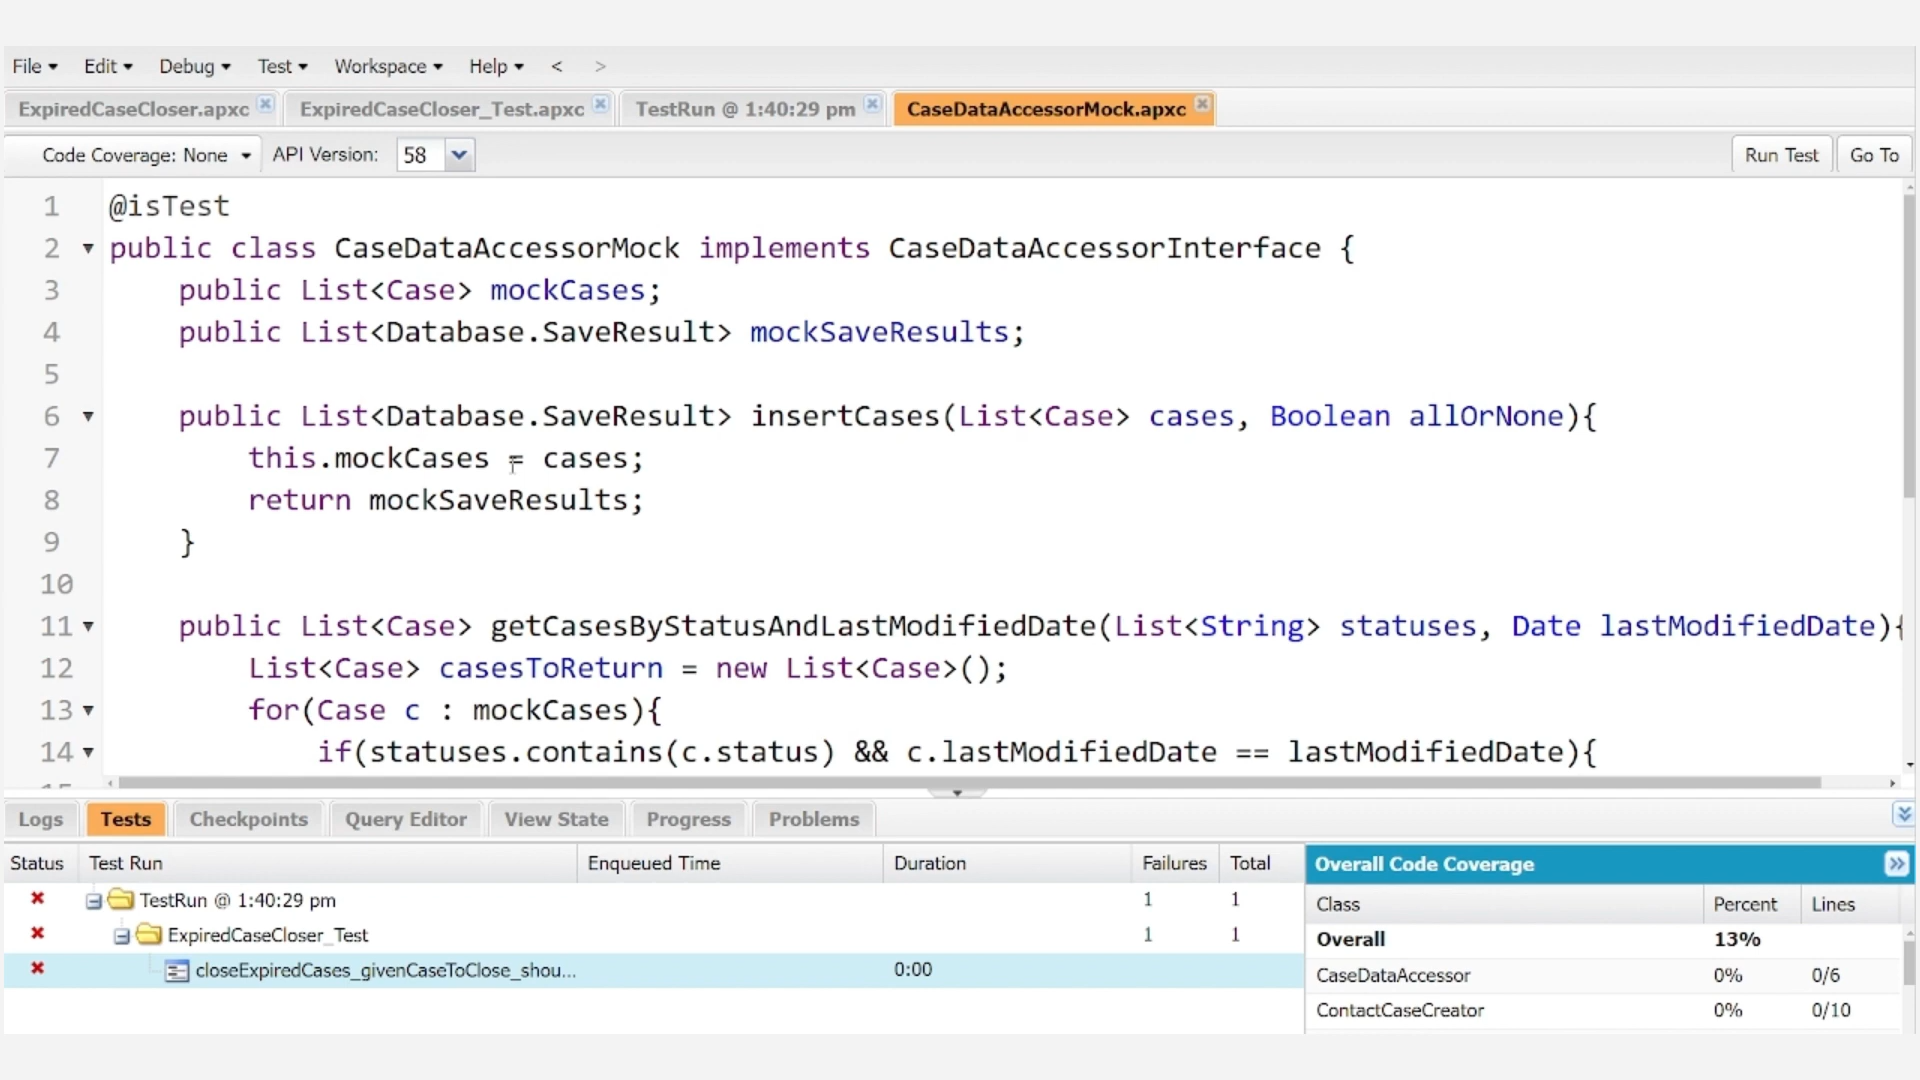 File Edit Debug Test Workspace Help < >
ExpiredCaseCloser.apxc ExpiredCaseCloser_Test.apxc TestRun @ 1:40:29 pm CaseDataAccessorMock.apxc
Code Coverage: None API Version: 58 Run Test Go To
1 @isTest
2 public class CaseDataAccessorMock implements CaseDataAccessorInterface {
3 public List<Case> mockCases;
4 public List<Database.SaveResult> mockSaveResults;
5
6 public List<Database.SaveResult> insertCases(List<Case> cases, Boolean allOrNone){
7 this.mockCases = cases;
8 return mockSaveResults;
9 }
10
11 public List<Case> getCasesByStatusAndLastModifiedDate(List<String> statuses, Date lastModifiedDate){
12 List<Case> casesToReturn = new List<Case>();
13 for(Case c : mockCases){
14 if(statuses.contains(c.status) && c.lastModifiedDate == lastModifiedDate){
Logs Tests Checkpoints Query Editor View State Progress Problems
Status Test Run Enqueued Time Duration Failures Total Overall Code Coverage
TestRun @ 1:40:29 pm 1 1
ExpiredCaseCloser_Test 1 1
closeExpiredCases_givenCaseToClose_shou... 0:00
Class Percent Lines
Overall 13%
CaseDataAccessor 0% 0/6
ContactCaseCreator 0% 0/10